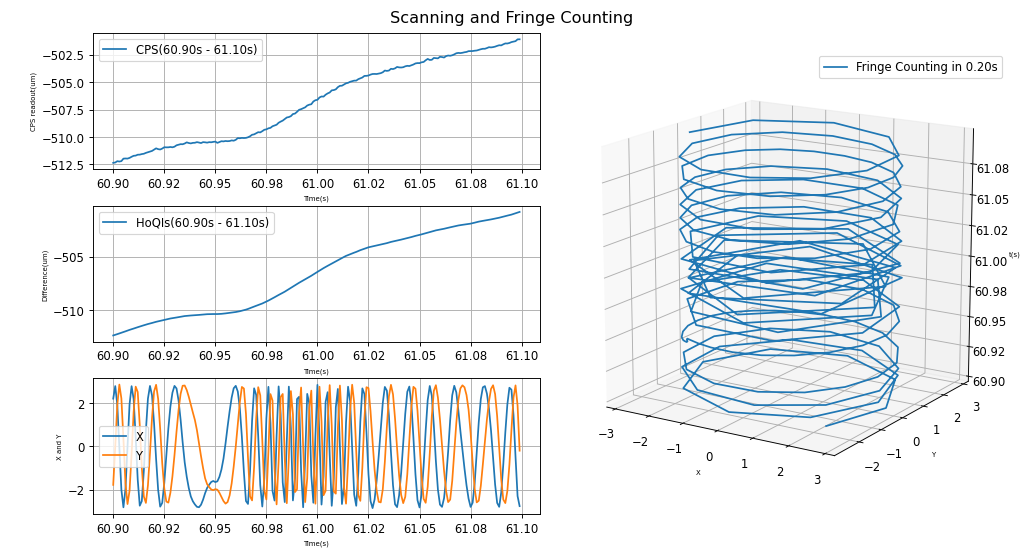 Scanning and Fringe Counting
CPS(60.90s - 61.10s)
CPS readout(um)
−502.5
−505.0
−507.5
−510.0
−512.5
60.90 60.92 60.95 60.98 61.00 61.02 61.05 61.08 61.10
Time(s)
HoQIs(60.90s - 61.10s)
Difference(um)
−505
−510
60.90 60.92 60.95 60.98 61.00 61.02 61.05 61.08 61.10
Time(s)
X and Y
2
0
−2
X
Y
60.90 60.92 60.95 60.98 61.00 61.02 61.05 61.08 61.10
Time(s)
Fringe Counting in 0.20s
61.08
61.05
61.02
61.00
60.98
60.95
60.92
60.90
t(s)
−3 −2 −1 0 1 2 3
X
−2 −1 0 1 2 3
Y